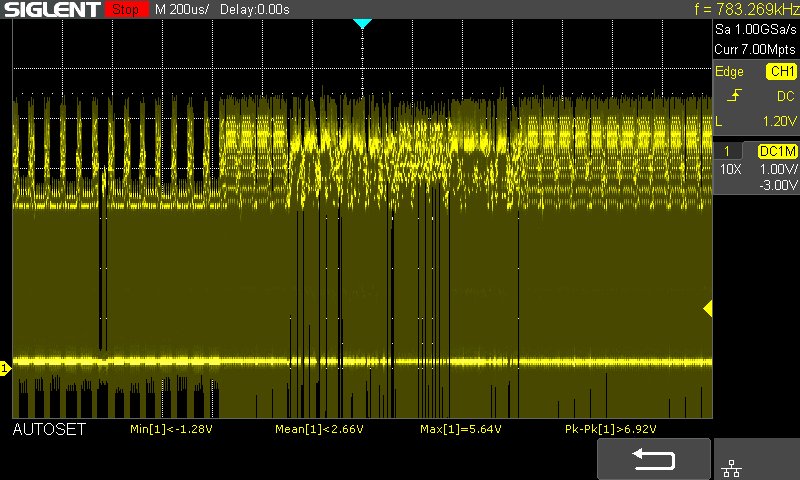 SIGLENT Stop M 200us/ Delay:0.00s f = 783.269kHz
Sa 1.00GSa/s
Curr 7.00Mpts
Edge CH1
DC
L 1.20V
1 DC1M
10X 1.00V/
-3.00V
1
AUTOSET Min[1]<-1.28V Mean[1]<2.66V Max[1]=5.64V Pk-Pk[1]>6.92V